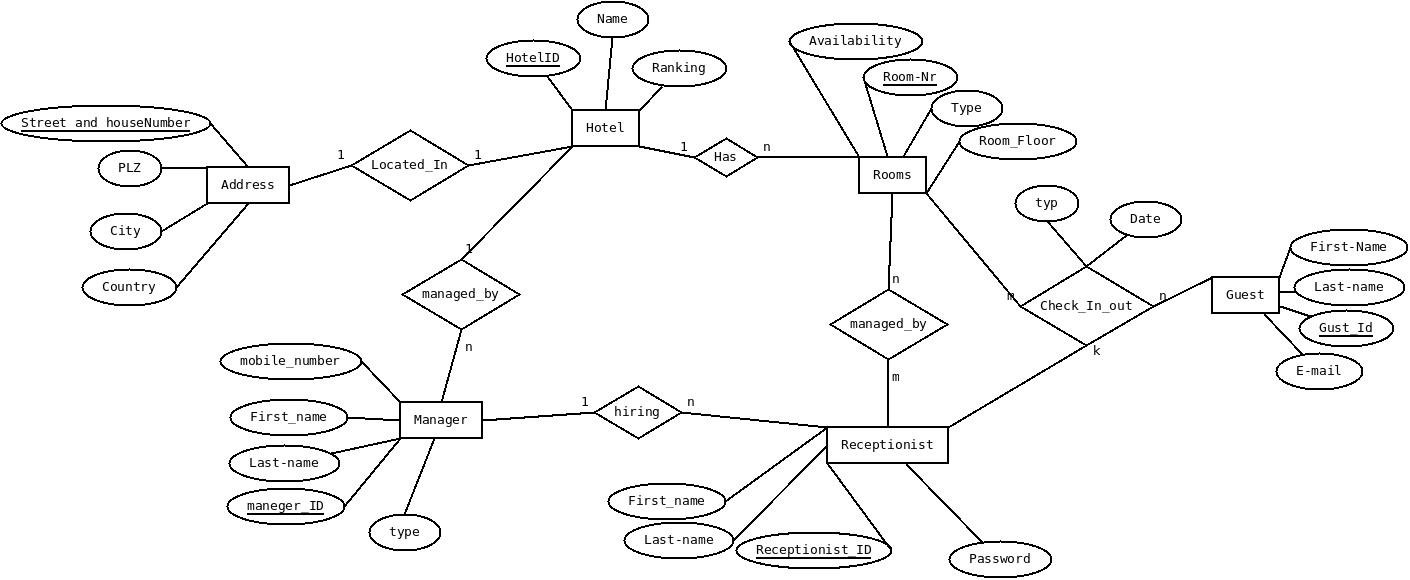 Name
HotelID
Ranking
Availability
Room-Nr
Type
Room_Floor
Street and houseNumber
Hotel
1
Located_In
1
1
Has
n
PLZ
Address
Rooms
typ
Date
City
Country
1
managed_by
n
n
managed_by
m
m
Check_In_out
n
k
Guest
First-Name
Last-name
Gust_Id
E-mail
mobile_number
First_name
Manager
1
hiring
n
Receptionist
Last-name
maneger_ID
type
First_name
Last-name
Receptionist_ID
Password